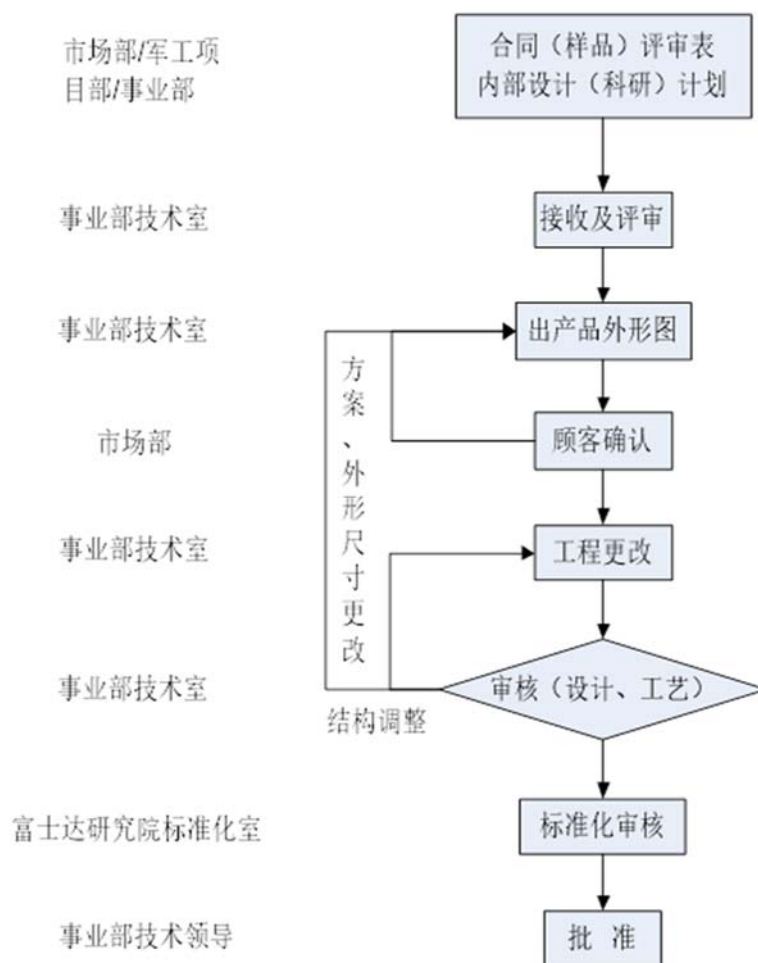 市场部/军工项
目部/事业部
合同（样品）评审表
内部设计（科研）计划
事业部技术室
接收及评审
事业部技术室
出产品外形图
方案、外形尺寸更改
市场部
顾客确认
事业部技术室
工程更改
事业部技术室
审核（设计、工艺）
结构调整
富士达研究院标准化室
标准化审核
事业部技术领导
批 准